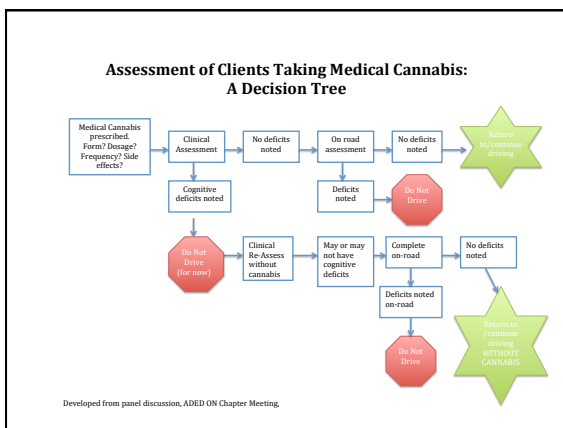 Assessment of Clients Taking Medical Cannabis:
A Decision Tree
Medical Cannabis
prescribed.
Form? Dosage?
Frequency? Side
effects?
Clinical
Assessment
No deficits
noted
On road
assessment
No deficits
noted
Return
to/continue
driving
Cognitive
deficits noted
Deficits
noted
Do Not
Drive
Do Not
Drive
(for now)
Clinical
Re-Assess
without
cannabis
May or may
not have
cognitive
deficits
Complete
on-road
No deficits
noted
Deficits noted
on-road
Do Not
Drive
Return to
/continue
driving
WITHOUT
CANNABIS
Developed from panel discussion, ADED ON Chapter Meeting,